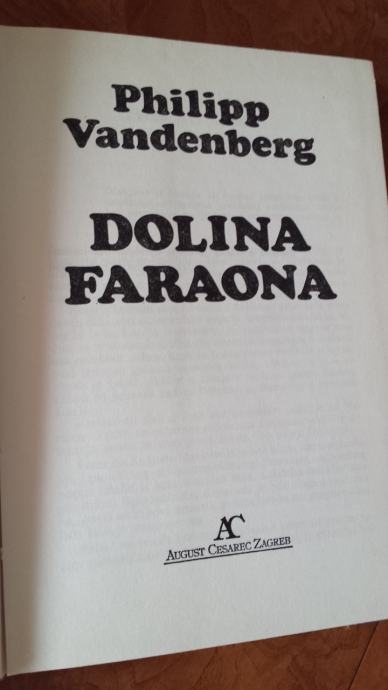 Philipp
Vandenberg
DOLINA
FARAONA
AC
AUGUST CESAREC ZAGREB